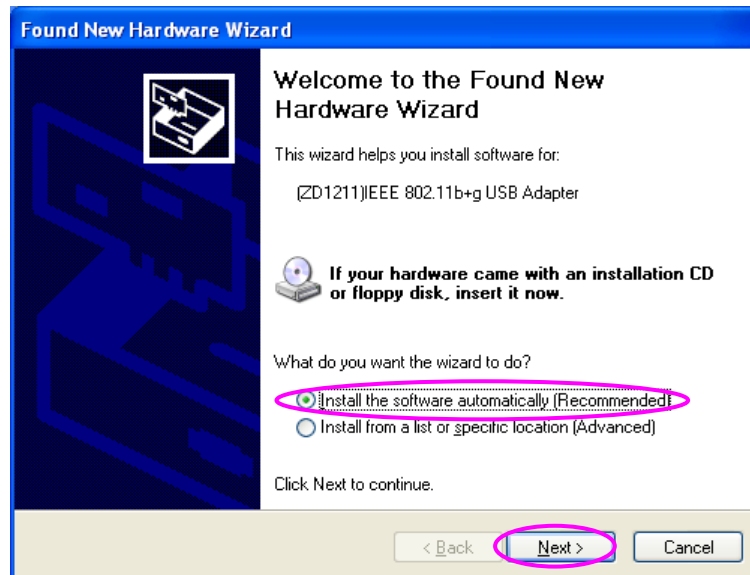 Found New Hardware Wizard
Welcome to the Found New
Hardware Wizard
This wizard helps you install software for:
(ZD1211)IEEE 802.11b+g USB Adapter
If your hardware came with an installation CD
or floppy disk, insert it now.
What do you want the wizard to do?
Install the software automatically (Recommended)
Install from a list or specific location (Advanced)
Click Next to continue.
< Back Next > Cancel